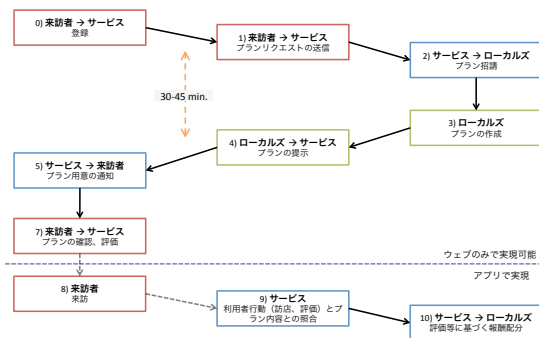 0) 来訪者 → サービス
登録
1) 来訪者 → サービス
プランリクエストの送信
2) サービス → ローカルズ
プラン招請
30-45 min.
3) ローカルズ
プランの作成
4) ローカルズ → サービス
プランの提示
5) サービス → 来訪者
プラン用意の通知
7) 来訪者 → サービス
プランの確認、評価
ウェブのみで実現可能
アプリで実現
8) 来訪者
来訪
9) サービス
利用者行動（訪店、評価）とプ
ラン内容との照合
10) サービス → ローカルズ
評価等に基づく報酬配分